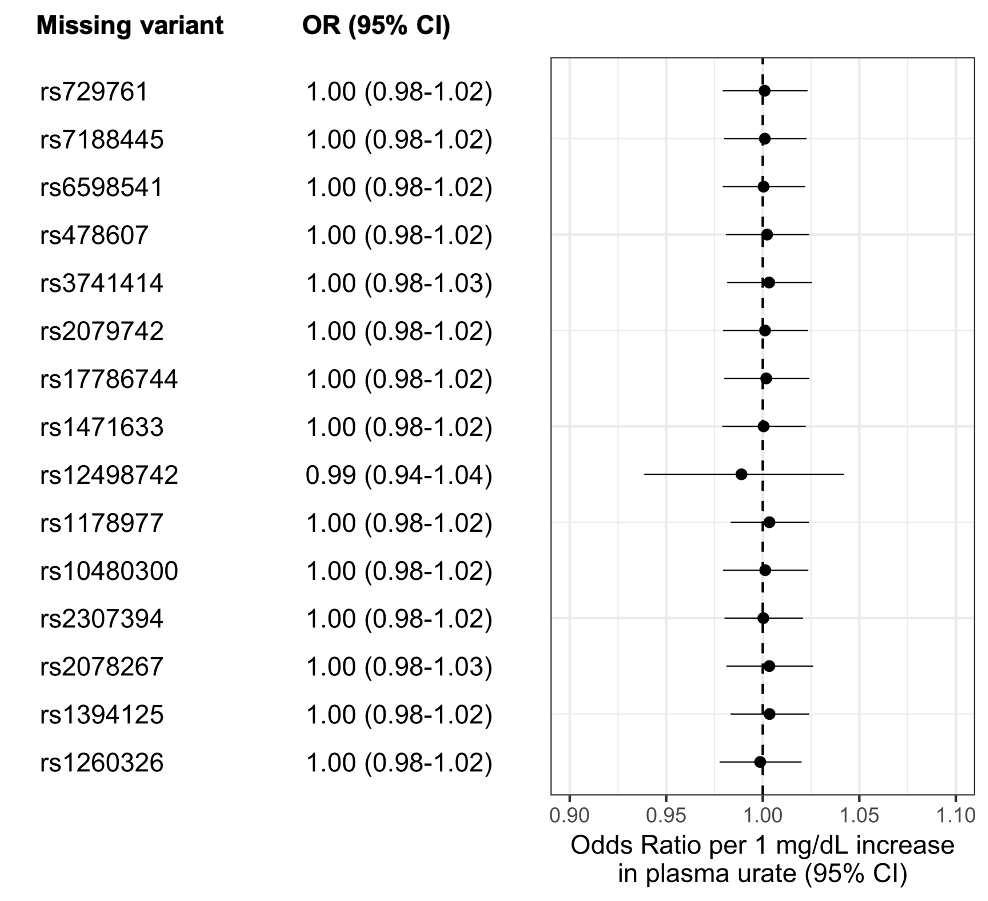 Missing variant OR (95% CI)
rs729761 1.00 (0.98-1.02)
rs7188445 1.00 (0.98-1.02)
rs6598541 1.00 (0.98-1.02)
rs478607 1.00 (0.98-1.02)
rs3741414 1.00 (0.98-1.03)
rs2079742 1.00 (0.98-1.02)
rs17786744 1.00 (0.98-1.02)
rs1471633 1.00 (0.98-1.02)
rs12498742 0.99 (0.94-1.04)
rs1178977 1.00 (0.98-1.02)
rs10480300 1.00 (0.98-1.02)
rs2307394 1.00 (0.98-1.02)
rs2078267 1.00 (0.98-1.03)
rs1394125 1.00 (0.98-1.02)
rs1260326 1.00 (0.98-1.02)
0.90 0.95 1.00 1.05 1.10
Odds Ratio per 1 mg/dL increase
in plasma urate (95% CI)